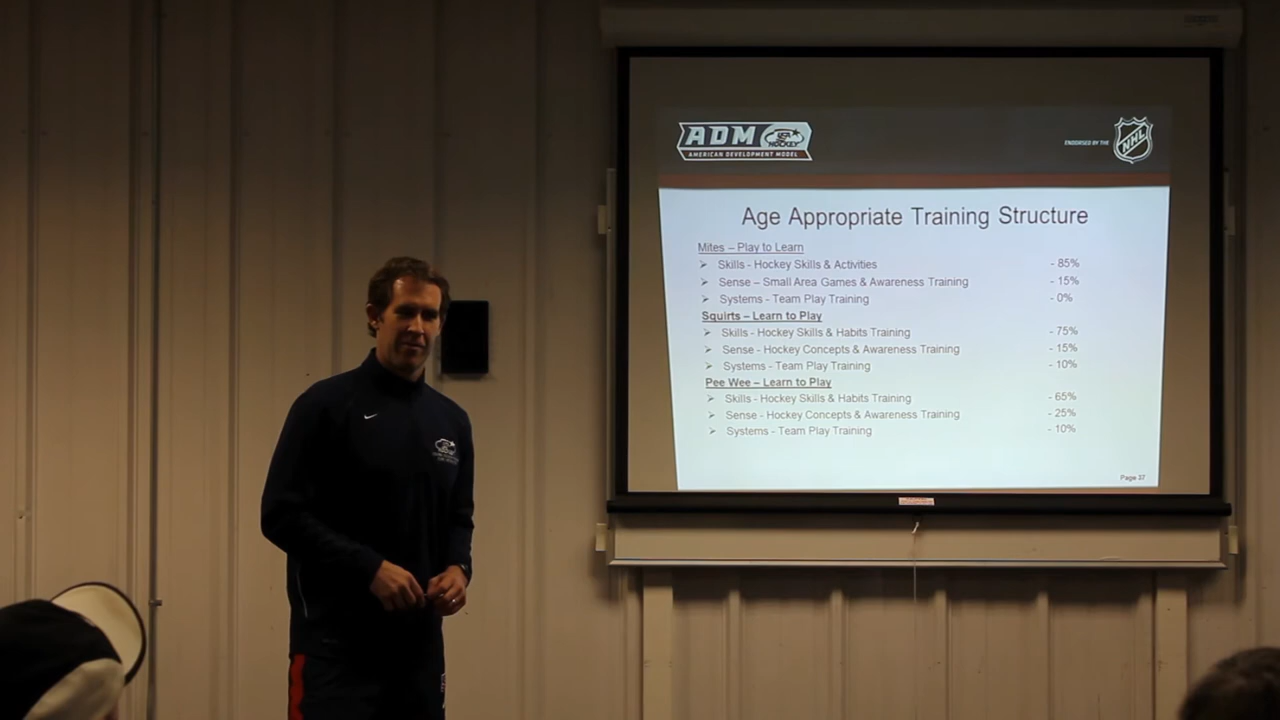 ADM
USA HOCKEY
AMERICAN DEVELOPMENT MODEL
ENDORSED BY THE
NHL
Age Appropriate Training Structure
Mites – Play to Learn
➢ Skills - Hockey Skills & Activities - 85%
➢ Sense – Small Area Games & Awareness Training - 15%
➢ Systems - Team Play Training - 0%
Squirts – Learn to Play
➢ Skills - Hockey Skills & Habits Training - 75%
➢ Sense - Hockey Concepts & Awareness Training - 15%
➢ Systems - Team Play Training - 10%
Pee Wee – Learn to Play
➢ Skills - Hockey Skills & Habits Training - 65%
➢ Sense - Hockey Concepts & Awareness Training - 25%
➢ Systems - Team Play Training - 10%
Page 37